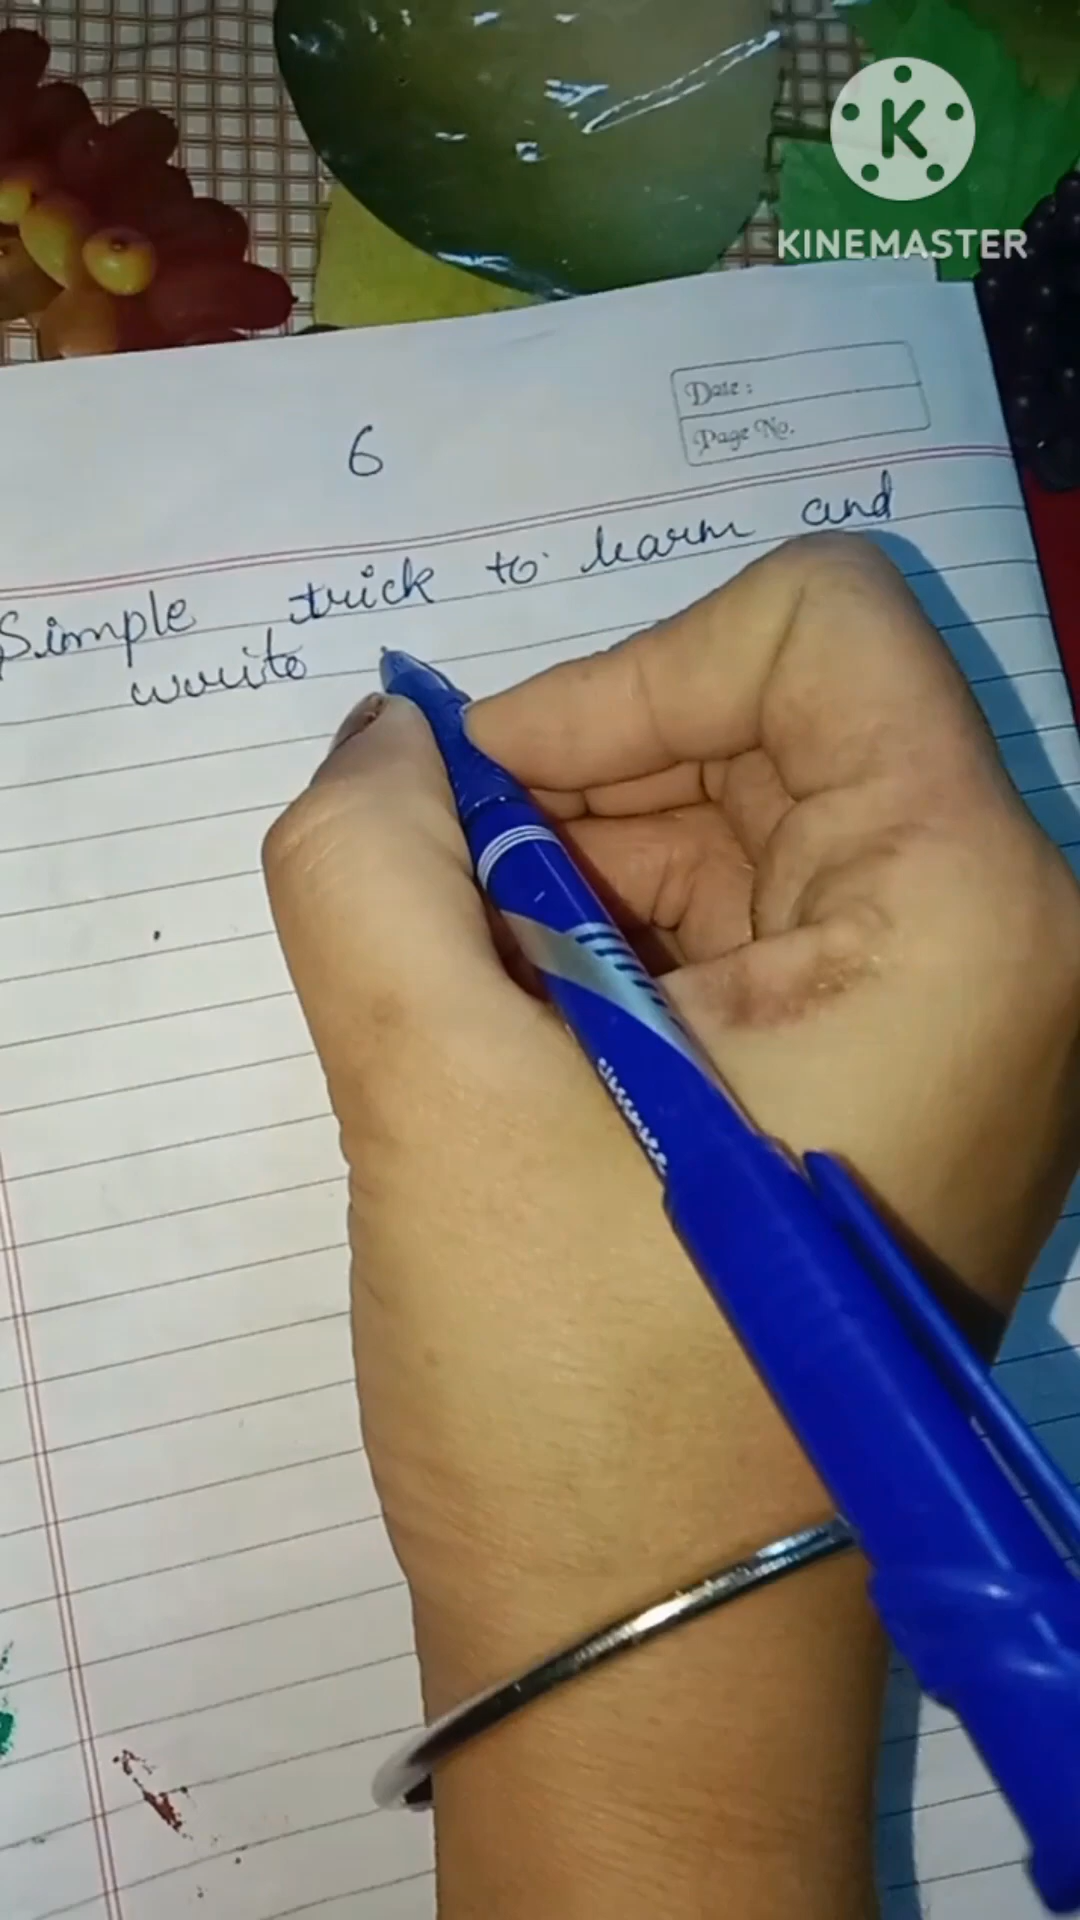 K
KINEMASTER
Date :
Page No.
6
Simple trick to learn and
write